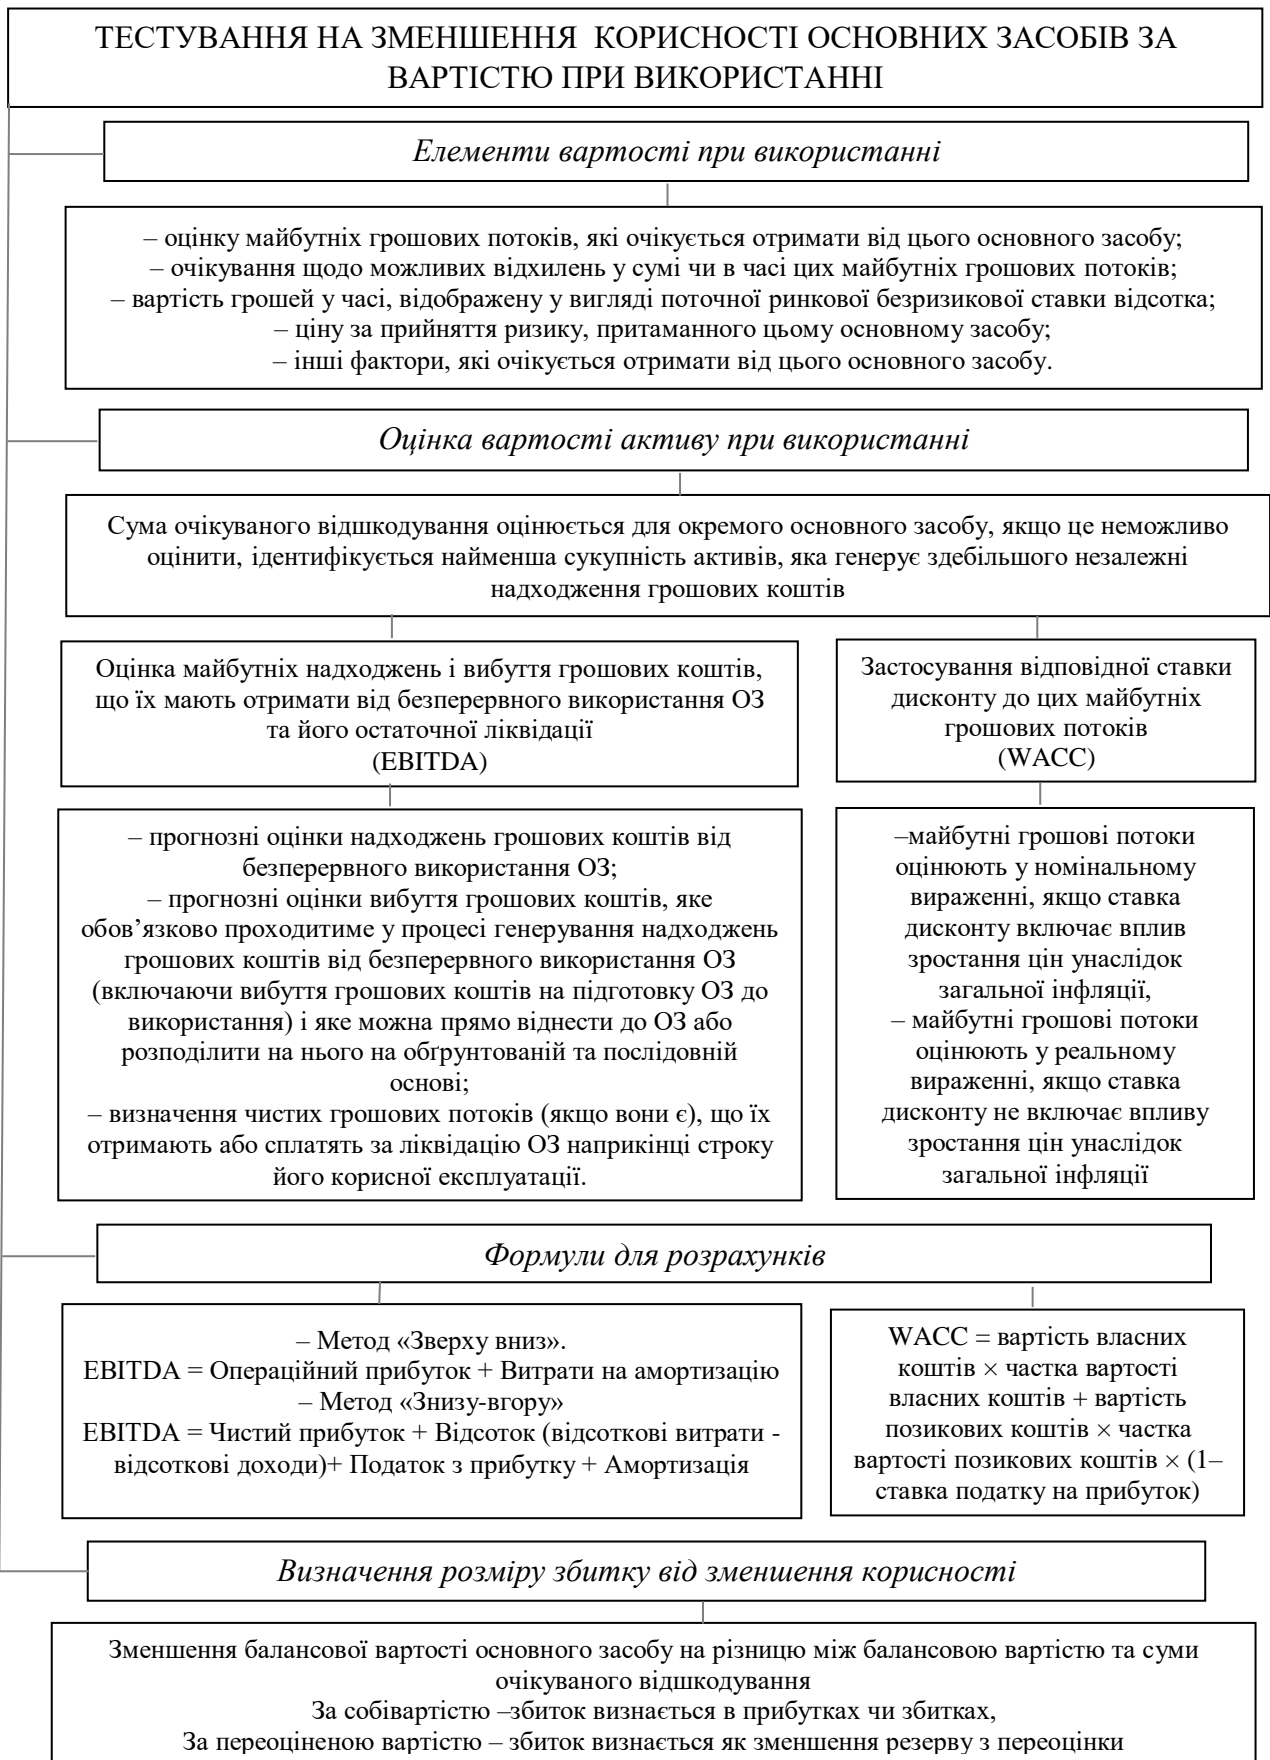 ТЕСТУВАННЯ НА ЗМЕНШЕННЯ КОРИСНОСТІ ОСНОВНИХ ЗАСОБІВ ЗА
ВАРТІСТЮ ПРИ ВИКОРИСТАННІ
Елементи вартості при використанні
– оцінку майбутніх грошових потоків, які очікується отримати від цього основного засобу;
– очікування щодо можливих відхилень у сумі чи в часі цих майбутніх грошових потоків;
– вартість грошей у часі, відображену у вигляді поточної ринкової безризикової ставки відсотка;
– ціну за прийняття ризику, притаманного цьому основному засобу;
– інші фактори, які очікується отримати від цього основного засобу.
Оцінка вартості активу при використанні
Сума очікуваного відшкодування оцінюється для окремого основного засобу, якщо це неможливо
оцінити, ідентифікується найменша сукупність активів, яка генерує здебільшого незалежні
надходження грошових коштів
Оцінка майбутніх надходжень і вибуття грошових коштів,
що їх мають отримати від безперервного використання ОЗ
та його остаточної ліквідації
(EBITDA)
Застосування відповідної ставки
дисконту до цих майбутніх
грошових потоків
(WACC)
– прогнозні оцінки надходжень грошових коштів від
безперервного використання ОЗ;
– прогнозні оцінки вибуття грошових коштів, яке
обов’язково проходитиме у процесі генерування надходжень
грошових коштів від безперервного використання ОЗ
(включаючи вибуття грошових коштів на підготовку ОЗ до
використання) і яке можна прямо віднести до ОЗ або
розподілити на нього на обґрунтованій та послідовній
основі;
– визначення чистих грошових потоків (якщо вони є), що їх
отримають або сплатять за ліквідацію ОЗ наприкінці строку
його корисної експлуатації.
–майбутні грошові потоки
оцінюють у номінальному
вираженні, якщо ставка
дисконту включає вплив
зростання цін унаслідок
загальної інфляції,
– майбутні грошові потоки
оцінюють у реальному
вираженні, якщо ставка
дисконту не включає впливу
зростання цін унаслідок
загальної інфляції
Формули для розрахунків
– Метод «Зверху вниз».
EBITDA = Операційний прибуток + Витрати на амортизацію
– Метод «Знизу-вгору»
EBITDA = Чистий прибуток + Відсоток (відсоткові витрати -
відсоткові доходи)+ Податок з прибутку + Амортизація
WACC = вартість власних
коштів × частка вартості
власних коштів + вартість
позикових коштів × частка
вартості позикових коштів × (1–
ставка податку на прибуток)
Визначення розміру збитку від зменшення корисності
Зменшення балансової вартості основного засобу на різницю між балансовою вартістю та суми
очікуваного відшкодування
За собівартістю –збиток визнається в прибутках чи збитках,
За переоціненою вартістю – збиток визнається як зменшення резерву з переоцінки